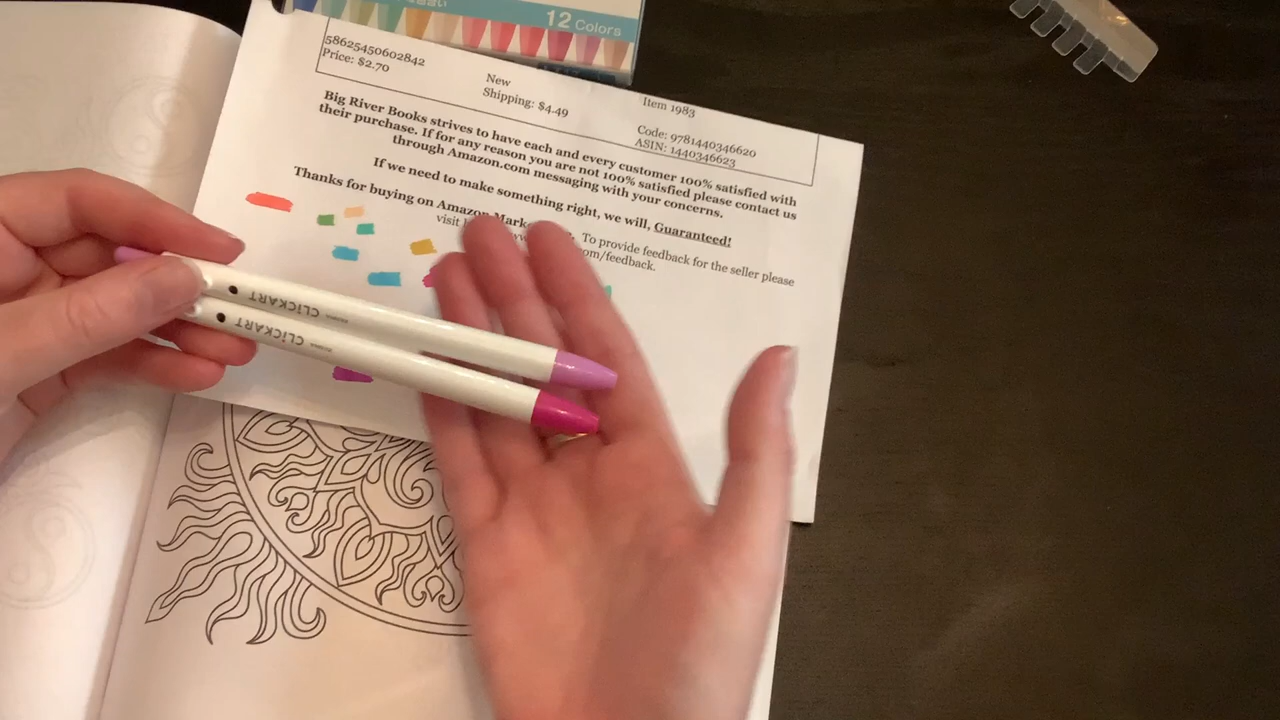 12 Colors
58625450602842
Price: $2.70
New
Shipping: $4.49
Item 1983
Code: 9781440346620
ASIN: 1440346623
Big River Books strives to have each and every customer 100% satisfied with
their purchase. If for any reason you are not 100% satisfied please contact us
through Amazon.com messaging with your concerns.
If we need to make something right, we will, Guaranteed!
Thanks for buying on Amazon To provide feedback for the seller please
visit com/feedback.
CLiCKART
CLiCKART